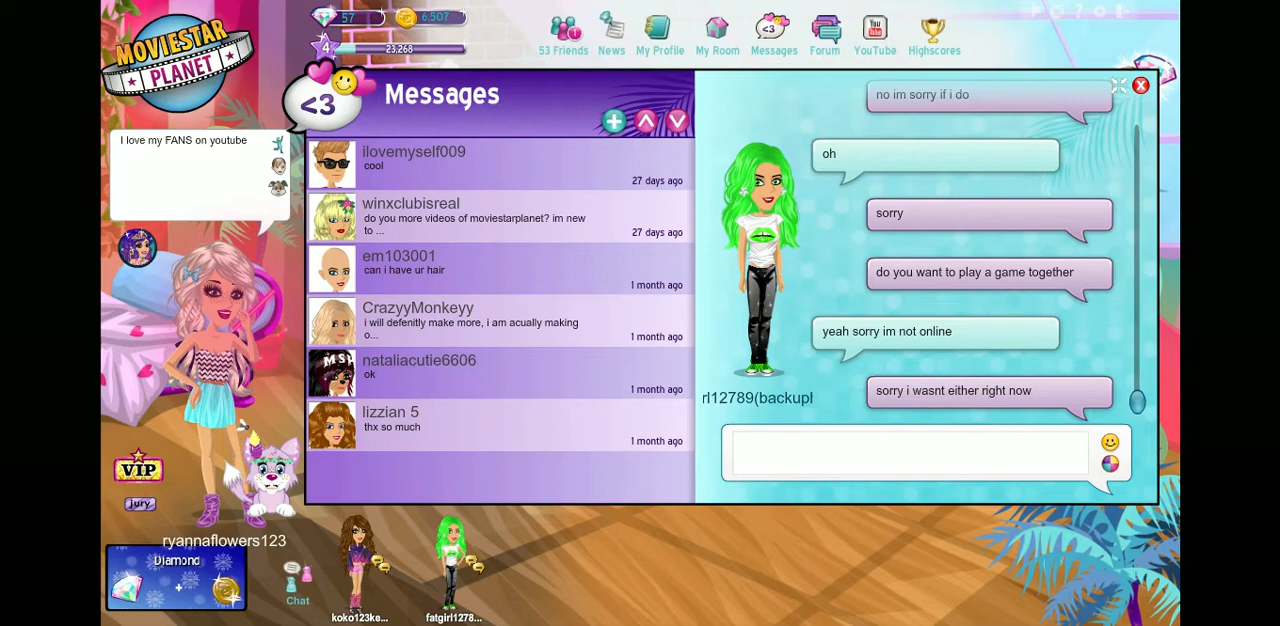 MOVIESTAR
PLANET
57
6,507
4
23,268
53 Friends
News
My Profile
My Room
<3
Messages
Forum
You
Tube
YouTube
Highscores
<3
Messages
I love my FANS on youtube
ilovemyself009
cool
27 days ago
winxclubisreal
do you more videos of moviestarplanet? im new
to ...
27 days ago
em103001
can i have ur hair
1 month ago
CrazyyMonkeyy
i will defenitly make more, i am acually making
o...
1 month ago
nataliacutie6606
ok
1 month ago
lizzian 5
thx so much
1 month ago
no im sorry if i do
oh
sorry
do you want to play a game together
yeah sorry im not online
sorry i wasnt either right now
rl12789(backupl
VIP
jury
ryannaflowers123
Diamond
+
Chat
koko123ke...
fatgirl1278...